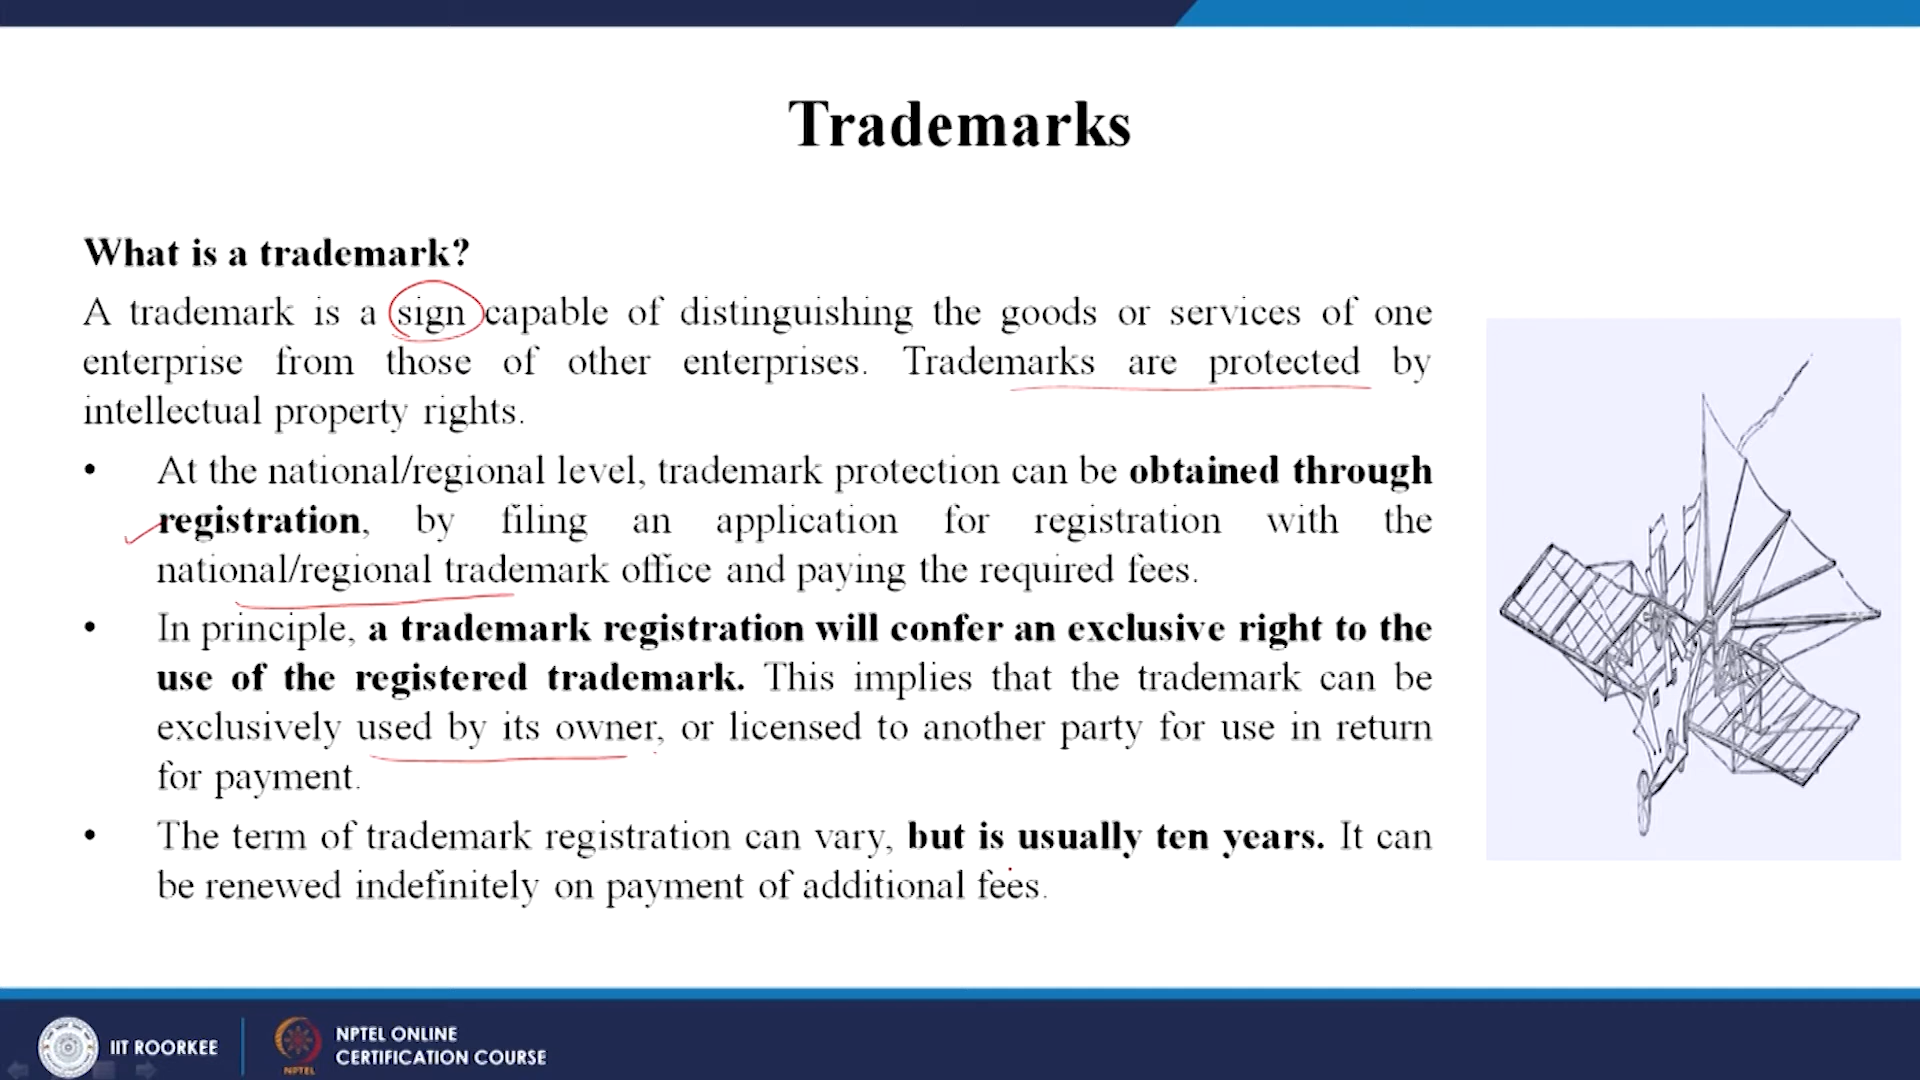 Trademarks
What is a trademark?
A trademark is a sign capable of distinguishing the goods or services of one
enterprise from those of other enterprises. Trademarks are protected by
intellectual property rights.
• At the national/regional level, trademark protection can be obtained through
registration, by filing an application for registration with the
national/regional trademark office and paying the required fees.
• In principle, a trademark registration will confer an exclusive right to the
use of the registered trademark. This implies that the trademark can be
exclusively used by its owner, or licensed to another party for use in return
for payment.
• The term of trademark registration can vary, but is usually ten years. It can
be renewed indefinitely on payment of additional fees.
IIT ROORKEE
NPTEL
NPTEL ONLINE
CERTIFICATION COURSE